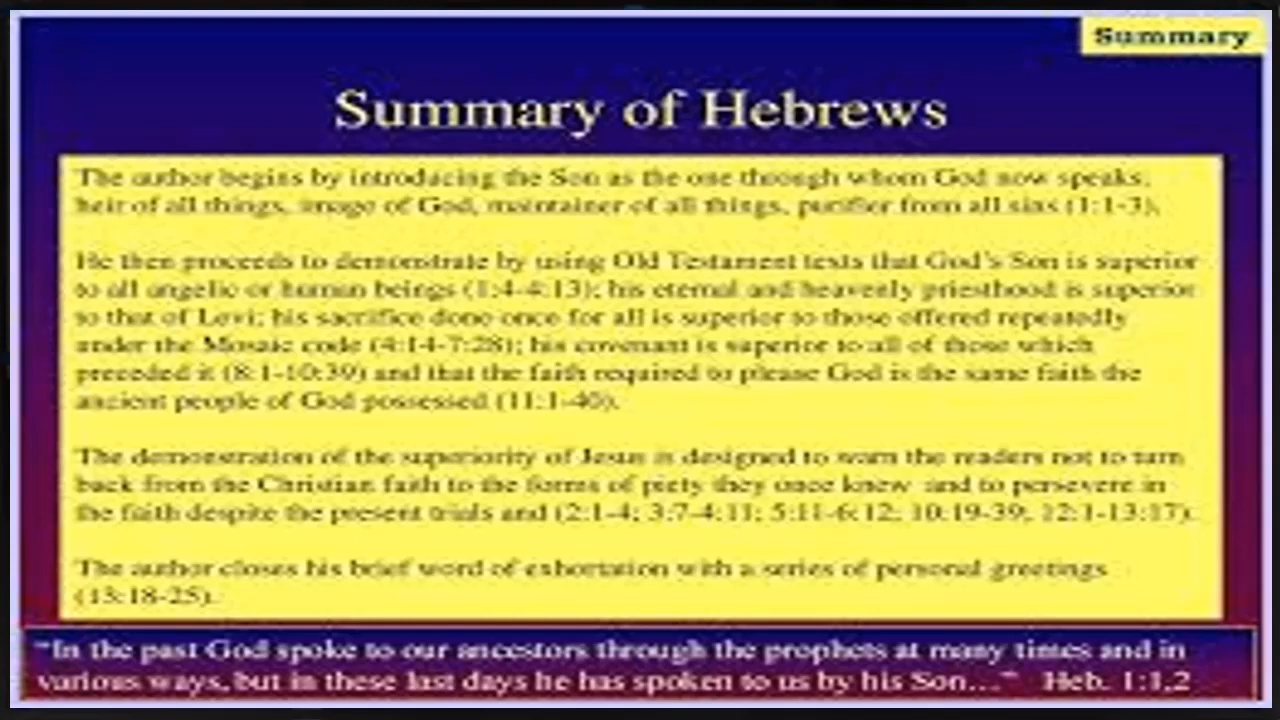 Summary
Summary of Hebrews
The author begins by introducing the Son as the one through whom God now speaks;
heir of all things, image of God, maintainer of all things, purifier from all sins (1:1-3).
He then proceeds to demonstrate by using Old Testament texts that God's Son is superior
to all angelic or human beings (1:4-4:13); his eternal and heavenly priesthood is superior
to that of Levi; his sacrifice done once for all is superior to those offered repeatedly
under the Mosaic code (4:14-7:28); his covenant is superior to all of those which
preceded it (8:1-10:39) and that the faith required to please God is the same faith the
ancient people of God possessed (11:1-40).
The demonstration of the superiority of Jesus is designed to warn the readers not to turn
back from the Christian faith to the forms of piety they once knew and to persevere in
the faith despite the present trials and (2:1-4; 3:7-4:11; 5:11-6:12; 10:19-39; 12:1-13:17).
The author closes his brief word of exhortation with a series of personal greetings
(13:18-25).
"In the past God spoke to our ancestors through the prophets at many times and in
various ways, but in these last days he has spoken to us by his Son…" Heb. 1:1,2